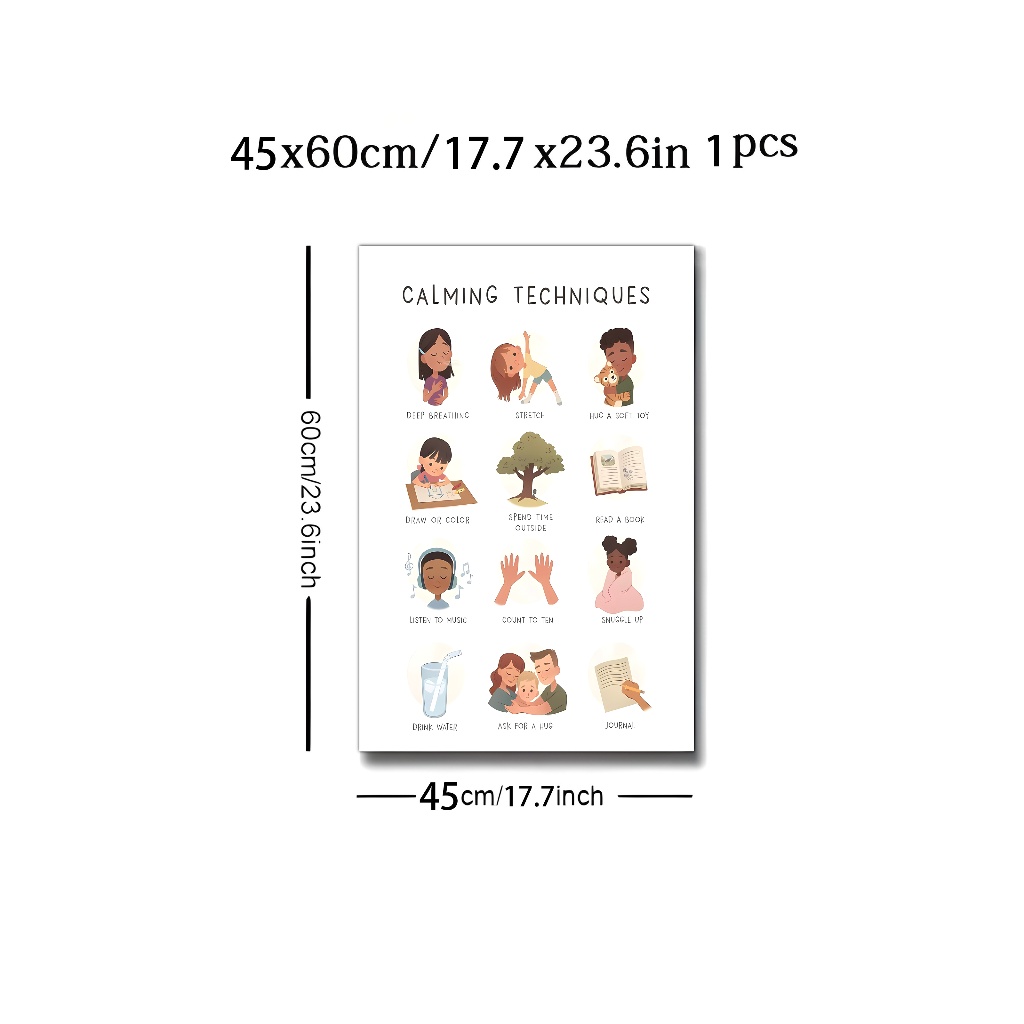 45x60cm/17.7 x23.6in 1pcs
CALMING TECHNIQUES
DEEP BREATHING
STRETCH
HUG A SOFT TOY
DRAW OR COLOR
SPEND TIME
OUTSIDE
READ A BOOK
LISTEN TO MUSIC
COUNT TO TEN
SNUGGLE UP
DRINK WATER
ASK FOR A HUG
JOURNAL
60cm/23.6inch
45cm/17.7inch